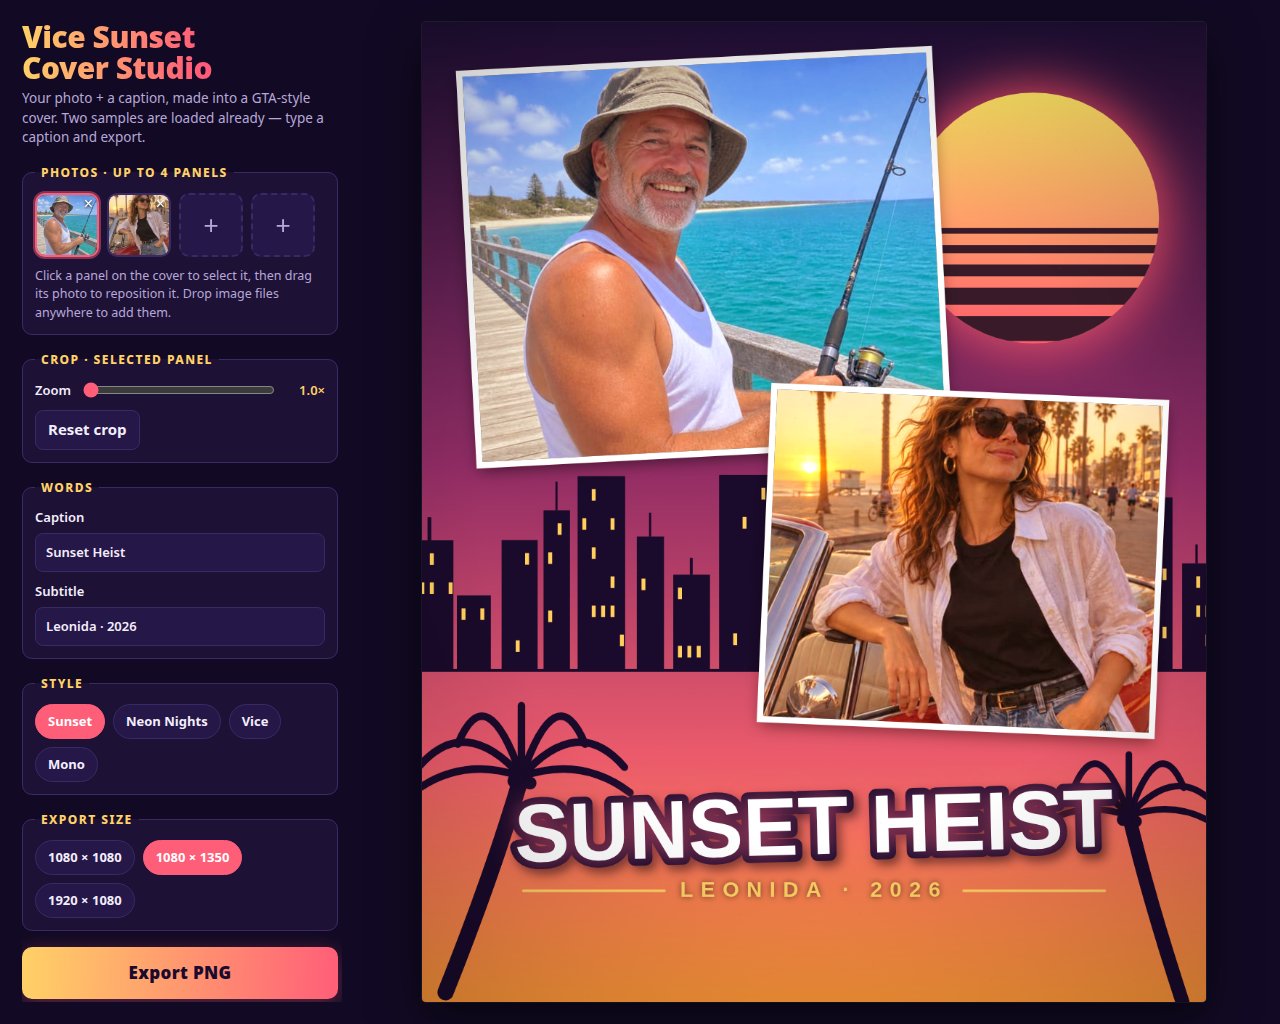 Vice Sunset
Cover Studio
Your photo + a caption, made into a GTA-style
cover. Two samples are loaded already — type a
caption and export.
PHOTOS · UP TO 4 PANELS
Click a panel on the cover to select it, then drag
its photo to reposition it. Drop image files
anywhere to add them.
CROP · SELECTED PANEL
Zoom 1.0×
Reset crop
WORDS
Caption
Sunset Heist
Subtitle
Leonida · 2026
STYLE
Sunset Neon Nights Vice
Mono
EXPORT SIZE
1080 × 1080 1080 × 1350
1920 × 1080
Export PNG
SUNSET HEIST
LEONIDA · 2026